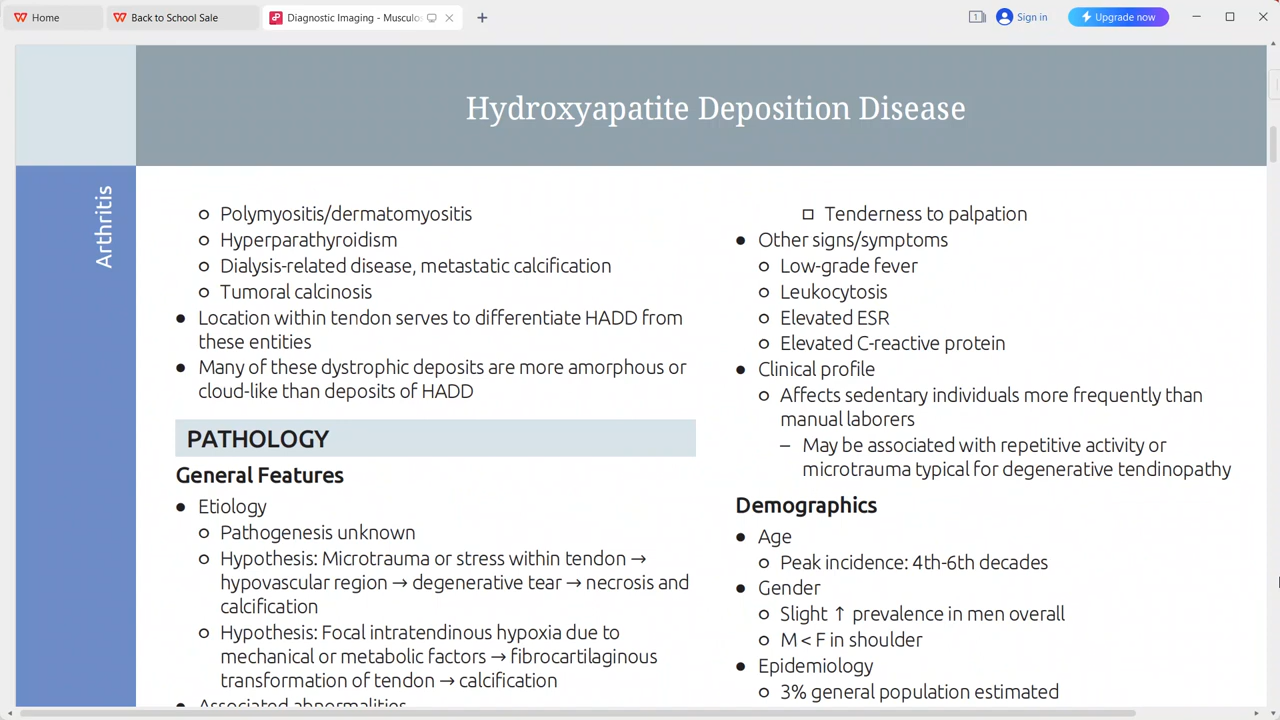 Home
Back to School Sale
Diagnostic Imaging - Musculo
1
Sign in
Upgrade now
Hydroxyapatite Deposition Disease
Arthritis
Polymyositis/dermatomyositis
Hyperparathyroidism
Dialysis-related disease, metastatic calcification
Tumoral calcinosis
Location within tendon serves to differentiate HADD from
these entities
Many of these dystrophic deposits are more amorphous or
cloud-like than deposits of HADD
PATHOLOGY
General Features
Etiology
Pathogenesis unknown
Hypothesis: Microtrauma or stress within tendon →
hypovascular region → degenerative tear → necrosis and
calcification
Hypothesis: Focal intratendinous hypoxia due to
mechanical or metabolic factors → fibrocartilaginous
transformation of tendon → calcification
Associated abnormalities
Tenderness to palpation
Other signs/symptoms
Low-grade fever
Leukocytosis
Elevated ESR
Elevated C-reactive protein
Clinical profile
Affects sedentary individuals more frequently than
manual laborers
– May be associated with repetitive activity or
microtrauma typical for degenerative tendinopathy
Demographics
Age
Peak incidence: 4th-6th decades
Gender
Slight ↑ prevalence in men overall
M < F in shoulder
Epidemiology
3% general population estimated